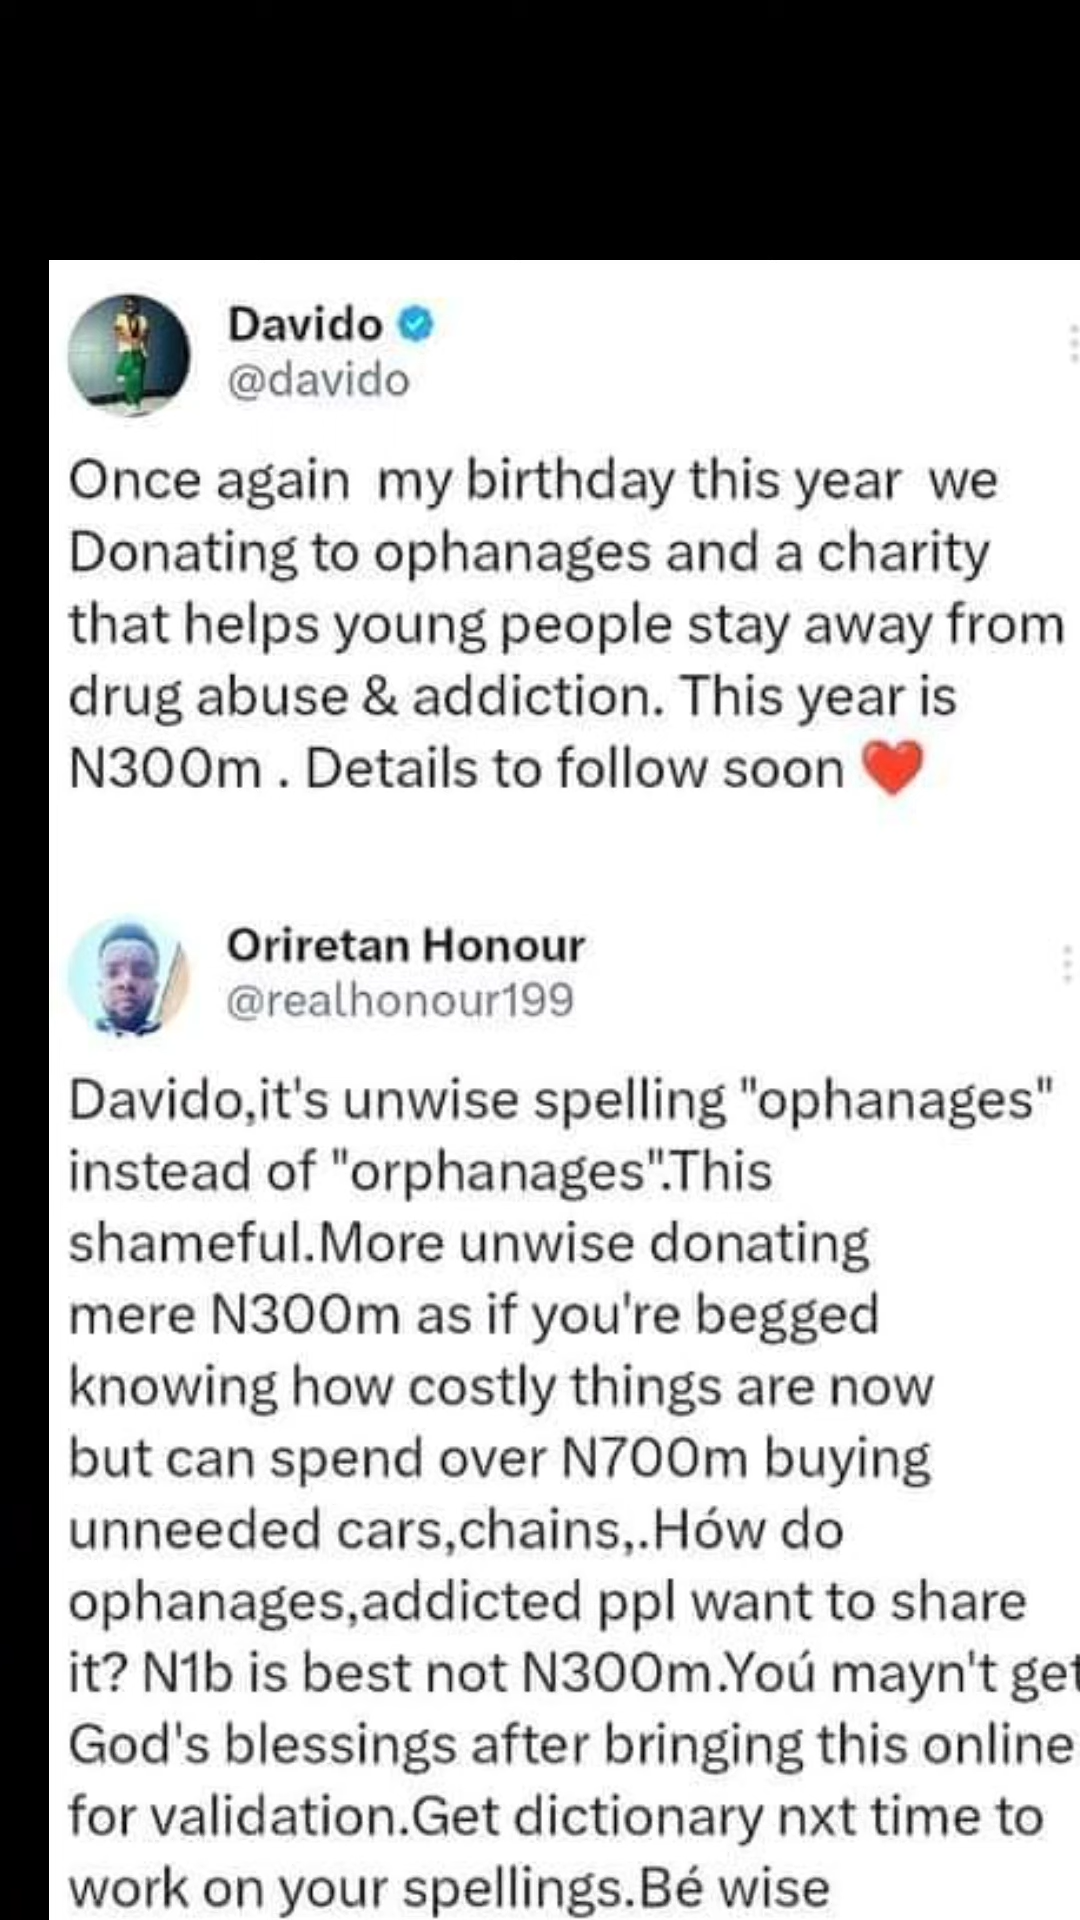 Davido
@davido
Once again my birthday this year we
Donating to ophanages and a charity
that helps young people stay away from
drug abuse & addiction. This year is
N300m . Details to follow soon ❤️
Oriretan Honour
@realhonour199
Davido,it's unwise spelling "ophanages"
instead of "orphanages".This
shameful.More unwise donating
mere N300m as if you're begged
knowing how costly things are now
but can spend over N700m buying
unneeded cars,chains,.Hów do
ophanages,addicted ppl want to share
it? N1b is best not N300m.Yoú mayn't get
God's blessings after bringing this online
for validation.Get dictionary nxt time to
work on your spellings.Bé wise